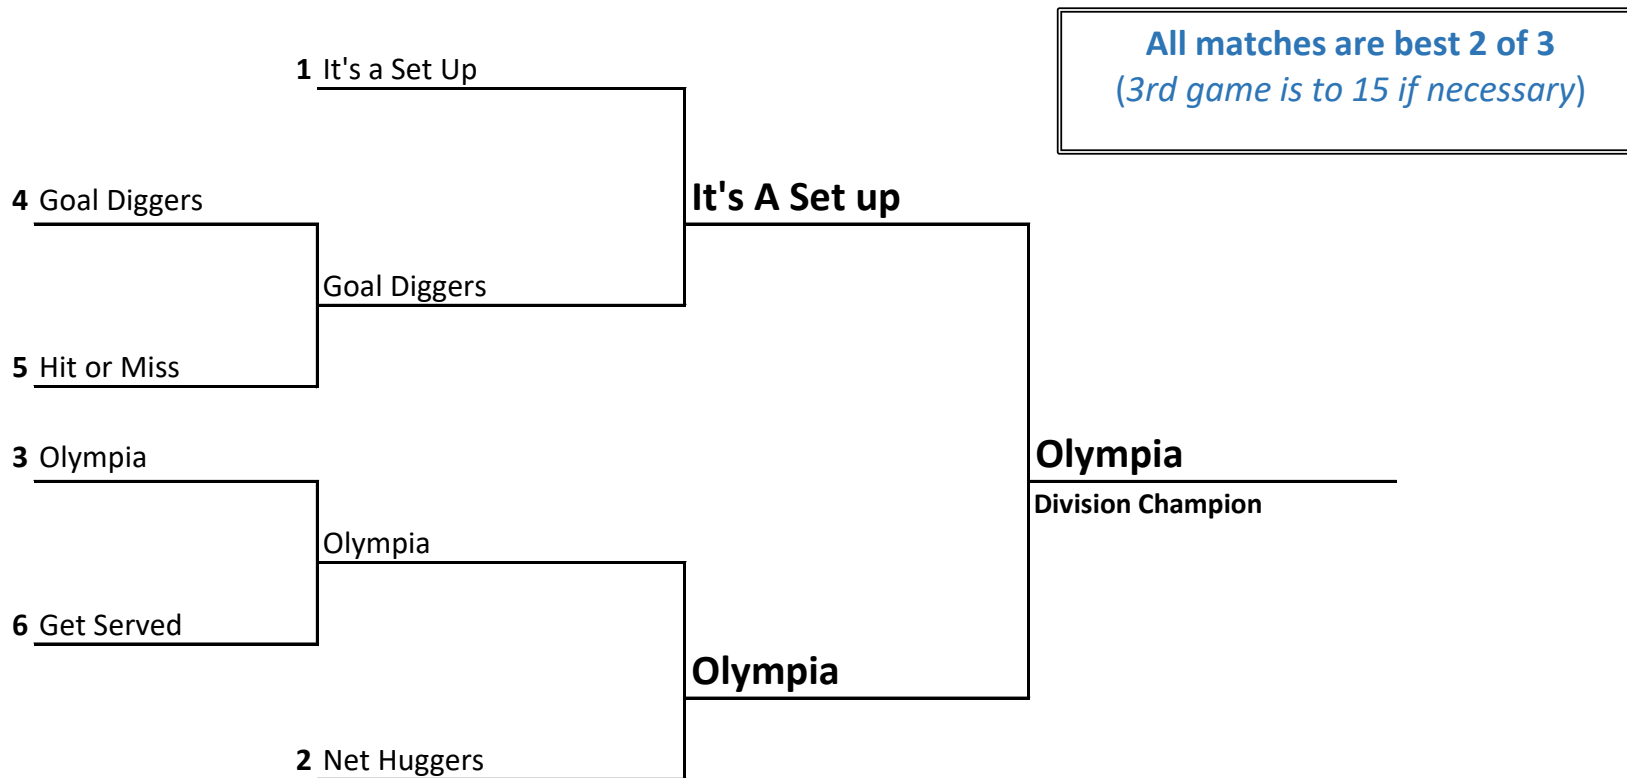 All matches are best 2 of 3
(3rd game is to 15 if necessary)
1 It's a Set Up
4 Goal Diggers
It's A Set up
Goal Diggers
5 Hit or Miss
3 Olympia
Olympia
Division Champion
Olympia
6 Get Served
Olympia
2 Net Huggers